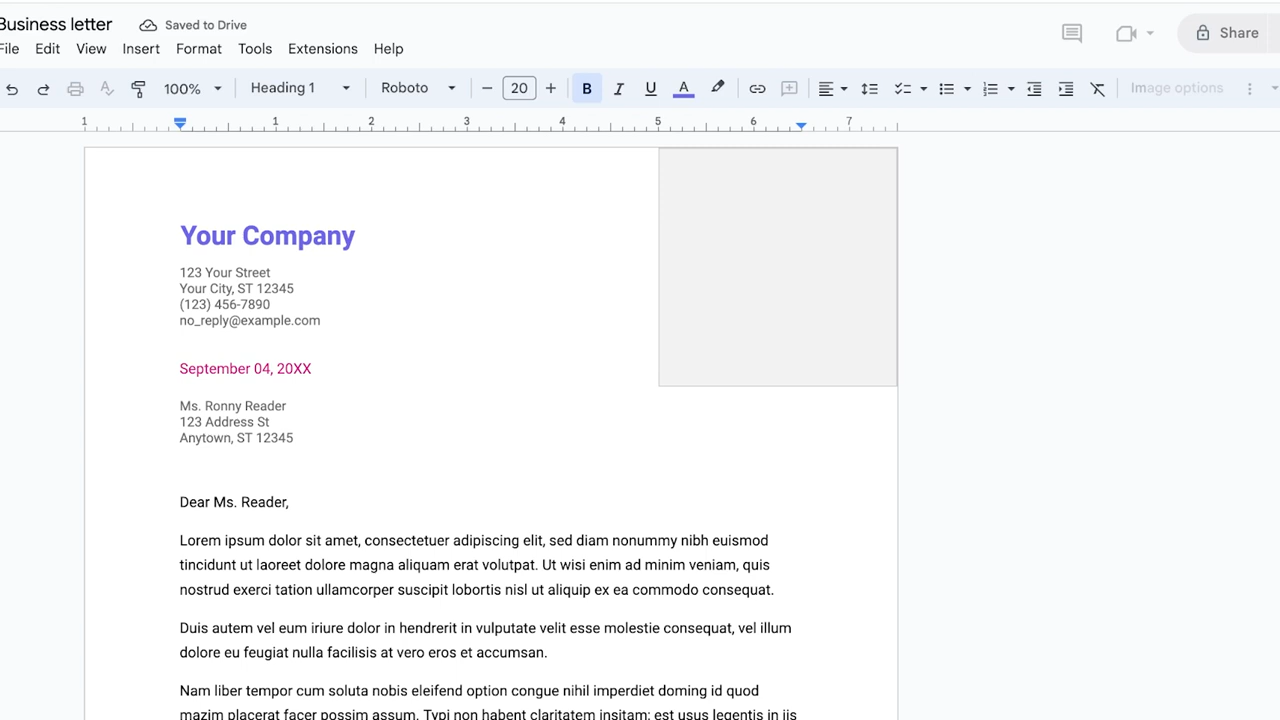 Business letter Saved to Drive
File Edit View Insert Format Tools Extensions Help
Share
100% Heading 1 Roboto 20 B I U A Image options
1 1 2 3 4 5 6 7
Your Company
123 Your Street
Your City, ST 12345
(123) 456-7890
no_reply@example.com
September 04, 20XX
Ms. Ronny Reader
123 Address St
Anytown, ST 12345
Dear Ms. Reader,
Lorem ipsum dolor sit amet, consectetuer adipiscing elit, sed diam nonummy nibh euismod
tincidunt ut laoreet dolore magna aliquam erat volutpat. Ut wisi enim ad minim veniam, quis
nostrud exerci tation ullamcorper suscipit lobortis nisl ut aliquip ex ea commodo consequat.
Duis autem vel eum iriure dolor in hendrerit in vulputate velit esse molestie consequat, vel illum
dolore eu feugiat nulla facilisis at vero eros et accumsan.
Nam liber tempor cum soluta nobis eleifend option congue nihil imperdiet doming id quod
mazim placerat facer possim assum. Typi non habent claritatem insitam; est usus legentis in iis